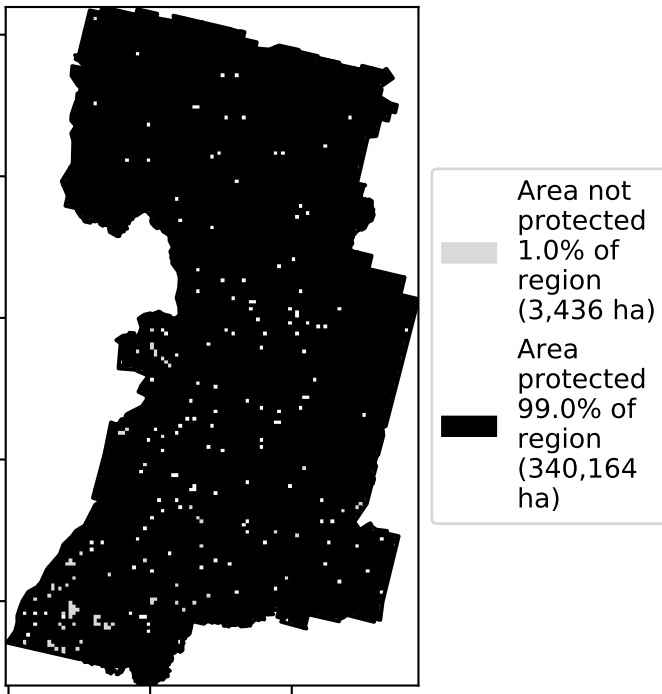 Area not
protected
1.0% of
region
(3,436 ha)
Area
protected
99.0% of
region
(340,164
ha)